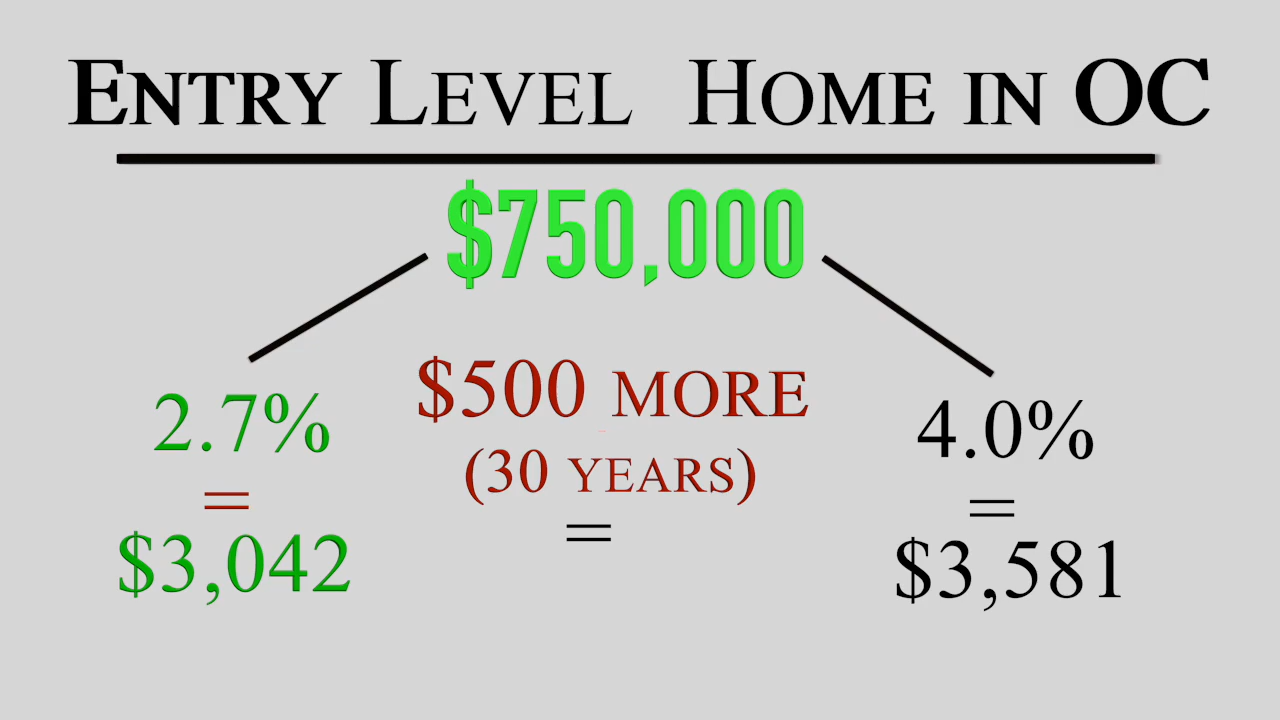 ENTRY LEVEL HOME IN OC
$750,000
2.7%
=
$3,042
$500 MORE
(30 YEARS)
=
4.0%
=
$3,581